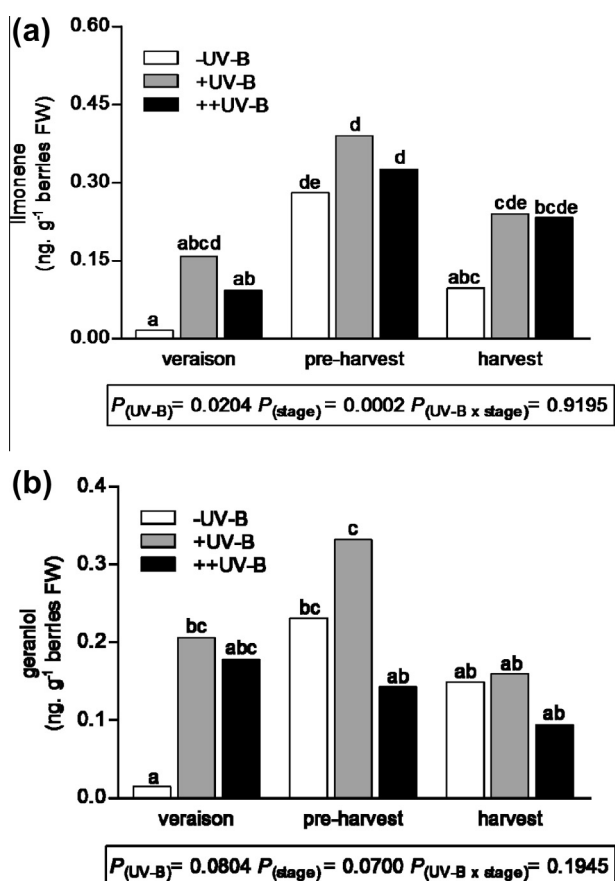 (a)
0.60
0.45
0.30
0.15
0.00
limonene
(ng. g⁻¹ berries FW)
-UV-B
+UV-B
++UV-B
a
abcd
ab
de
d
d
abc
cde
bcde
veraison pre-harvest harvest
P(UV-B)= 0.0204 P(stage)= 0.0002 P(UV-B x stage)= 0.9195
(b)
0.4
0.3
0.2
0.1
0.0
geraniol
(ng. g⁻¹ berries FW)
-UV-B
+UV-B
++UV-B
a
bc
abc
bc
c
ab
ab
ab
ab
veraison pre-harvest harvest
P(UV-B)= 0.0804 P(stage)= 0.0700 P(UV-B x stage)= 0.1945